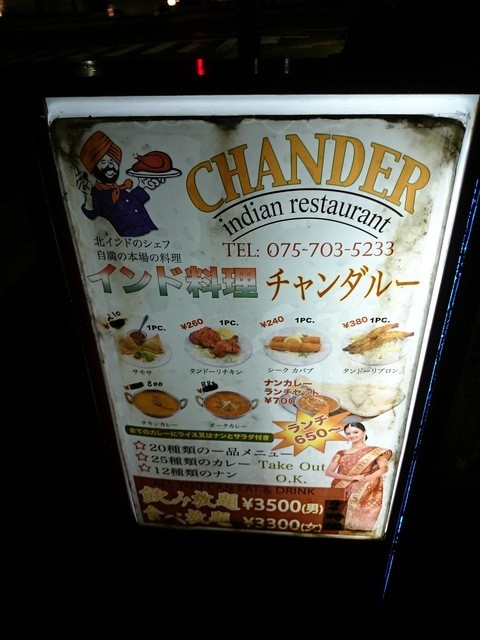 CHANDER
indian restaurant
TEL: 075-703-5233
北インドのシェフ
自慢の本場の料理
インド料理 チャンダルー
210 1PC.
¥260 1PC.
¥240 1PC.
¥380 1PC.
サモサ
タンドーリチキン
シーク カバブ
タンドーリプロン
800
ナンカレー
ランチセット
¥700
チキンカレー
ポークカレー
ランチ
650~
全てのカレーにライス又はナンとサラダ付き
☆20種類の一品メニュー
☆25種類のカレー
☆12種類のナン
Take Out
O.K.
EAT & DRINK
飲み放題 ¥3500(男)
食べ放題 ¥3300(女)